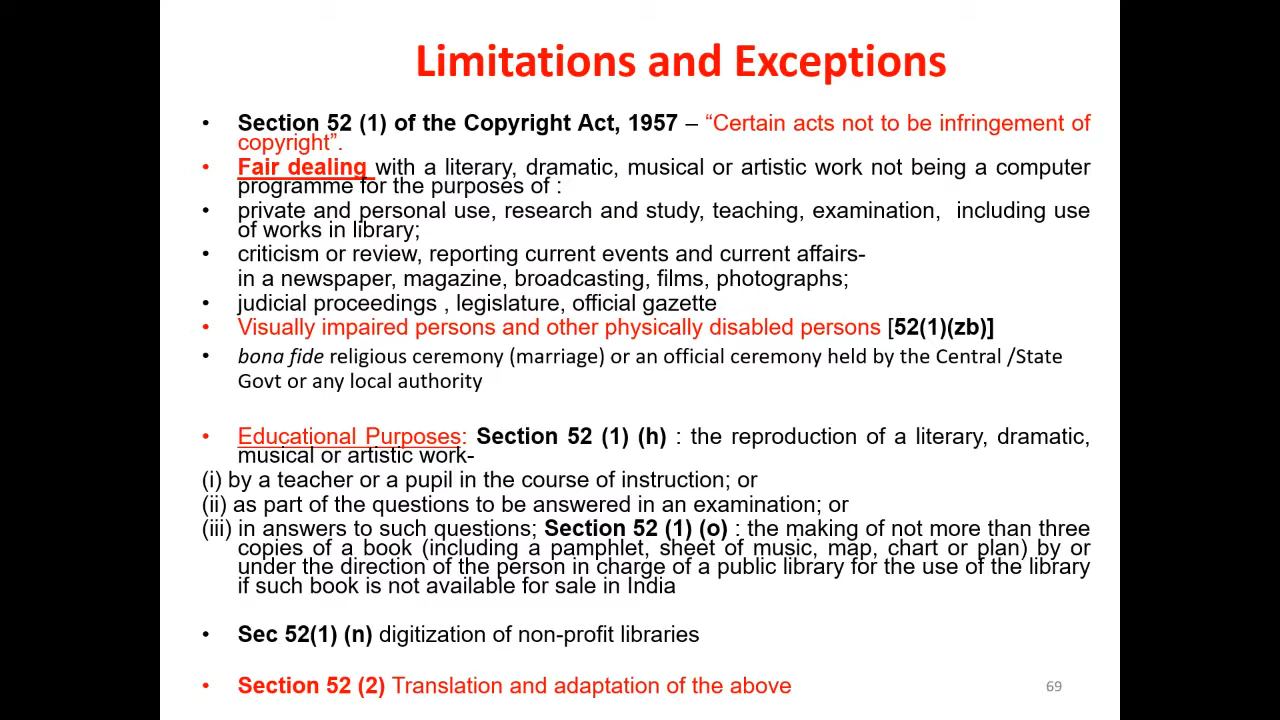 Limitations and Exceptions
• Section 52 (1) of the Copyright Act, 1957 – “Certain acts not to be infringement of
copyright”.
• Fair dealing with a literary, dramatic, musical or artistic work not being a computer
programme for the purposes of :
• private and personal use, research and study, teaching, examination, including use
of works in library;
• criticism or review, reporting current events and current affairs-
in a newspaper, magazine, broadcasting, films, photographs;
• judicial proceedings , legislature, official gazette
• Visually impaired persons and other physically disabled persons [52(1)(zb)]
• bona fide religious ceremony (marriage) or an official ceremony held by the Central /State
Govt or any local authority
• Educational Purposes: Section 52 (1) (h) : the reproduction of a literary, dramatic,
musical or artistic work-
(i) by a teacher or a pupil in the course of instruction; or
(ii) as part of the questions to be answered in an examination; or
(iii) in answers to such questions; Section 52 (1) (o) : the making of not more than three
copies of a book (including a pamphlet, sheet of music, map, chart or plan) by or
under the direction of the person in charge of a public library for the use of the library
if such book is not available for sale in India
• Sec 52(1) (n) digitization of non-profit libraries
• Section 52 (2) Translation and adaptation of the above
69